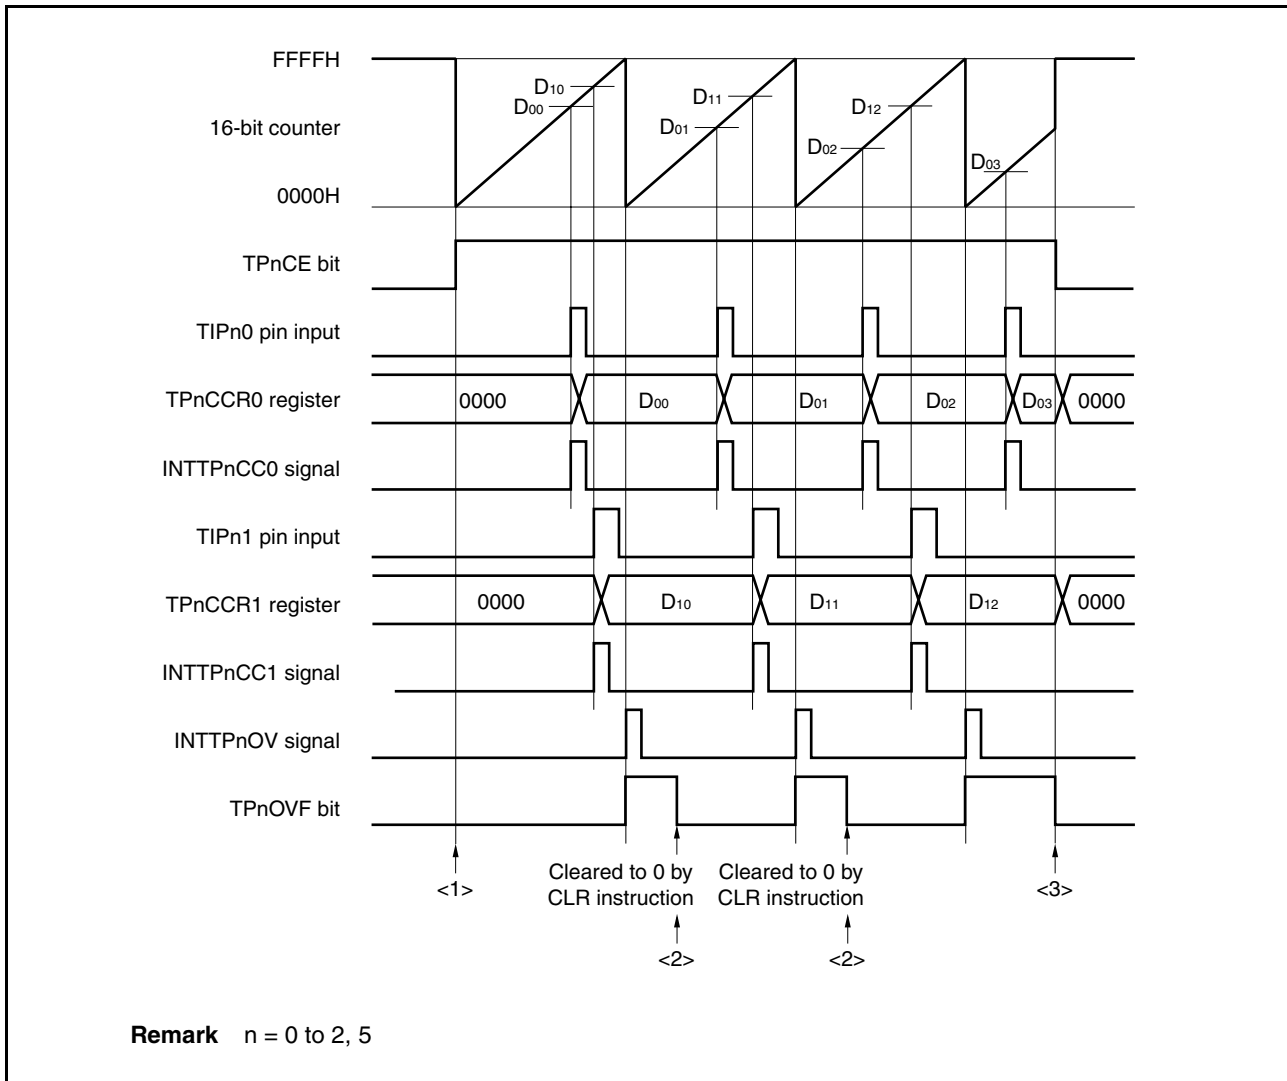 FFFFH
16-bit counter
0000H
D10
D00
D11
D01
D12
D02
D03
TPnCE bit
TIPn0 pin input
TPnCCR0 register
0000 D00 D01 D02 D03 0000
INTTPnCC0 signal
TIPn1 pin input
TPnCCR1 register
0000 D10 D11 D12 0000
INTTPnCC1 signal
INTTPnOV signal
TPnOVF bit
<1>
Cleared to 0 by
CLR instruction
<2>
Cleared to 0 by
CLR instruction
<2>
<3>
Remark n = 0 to 2, 5